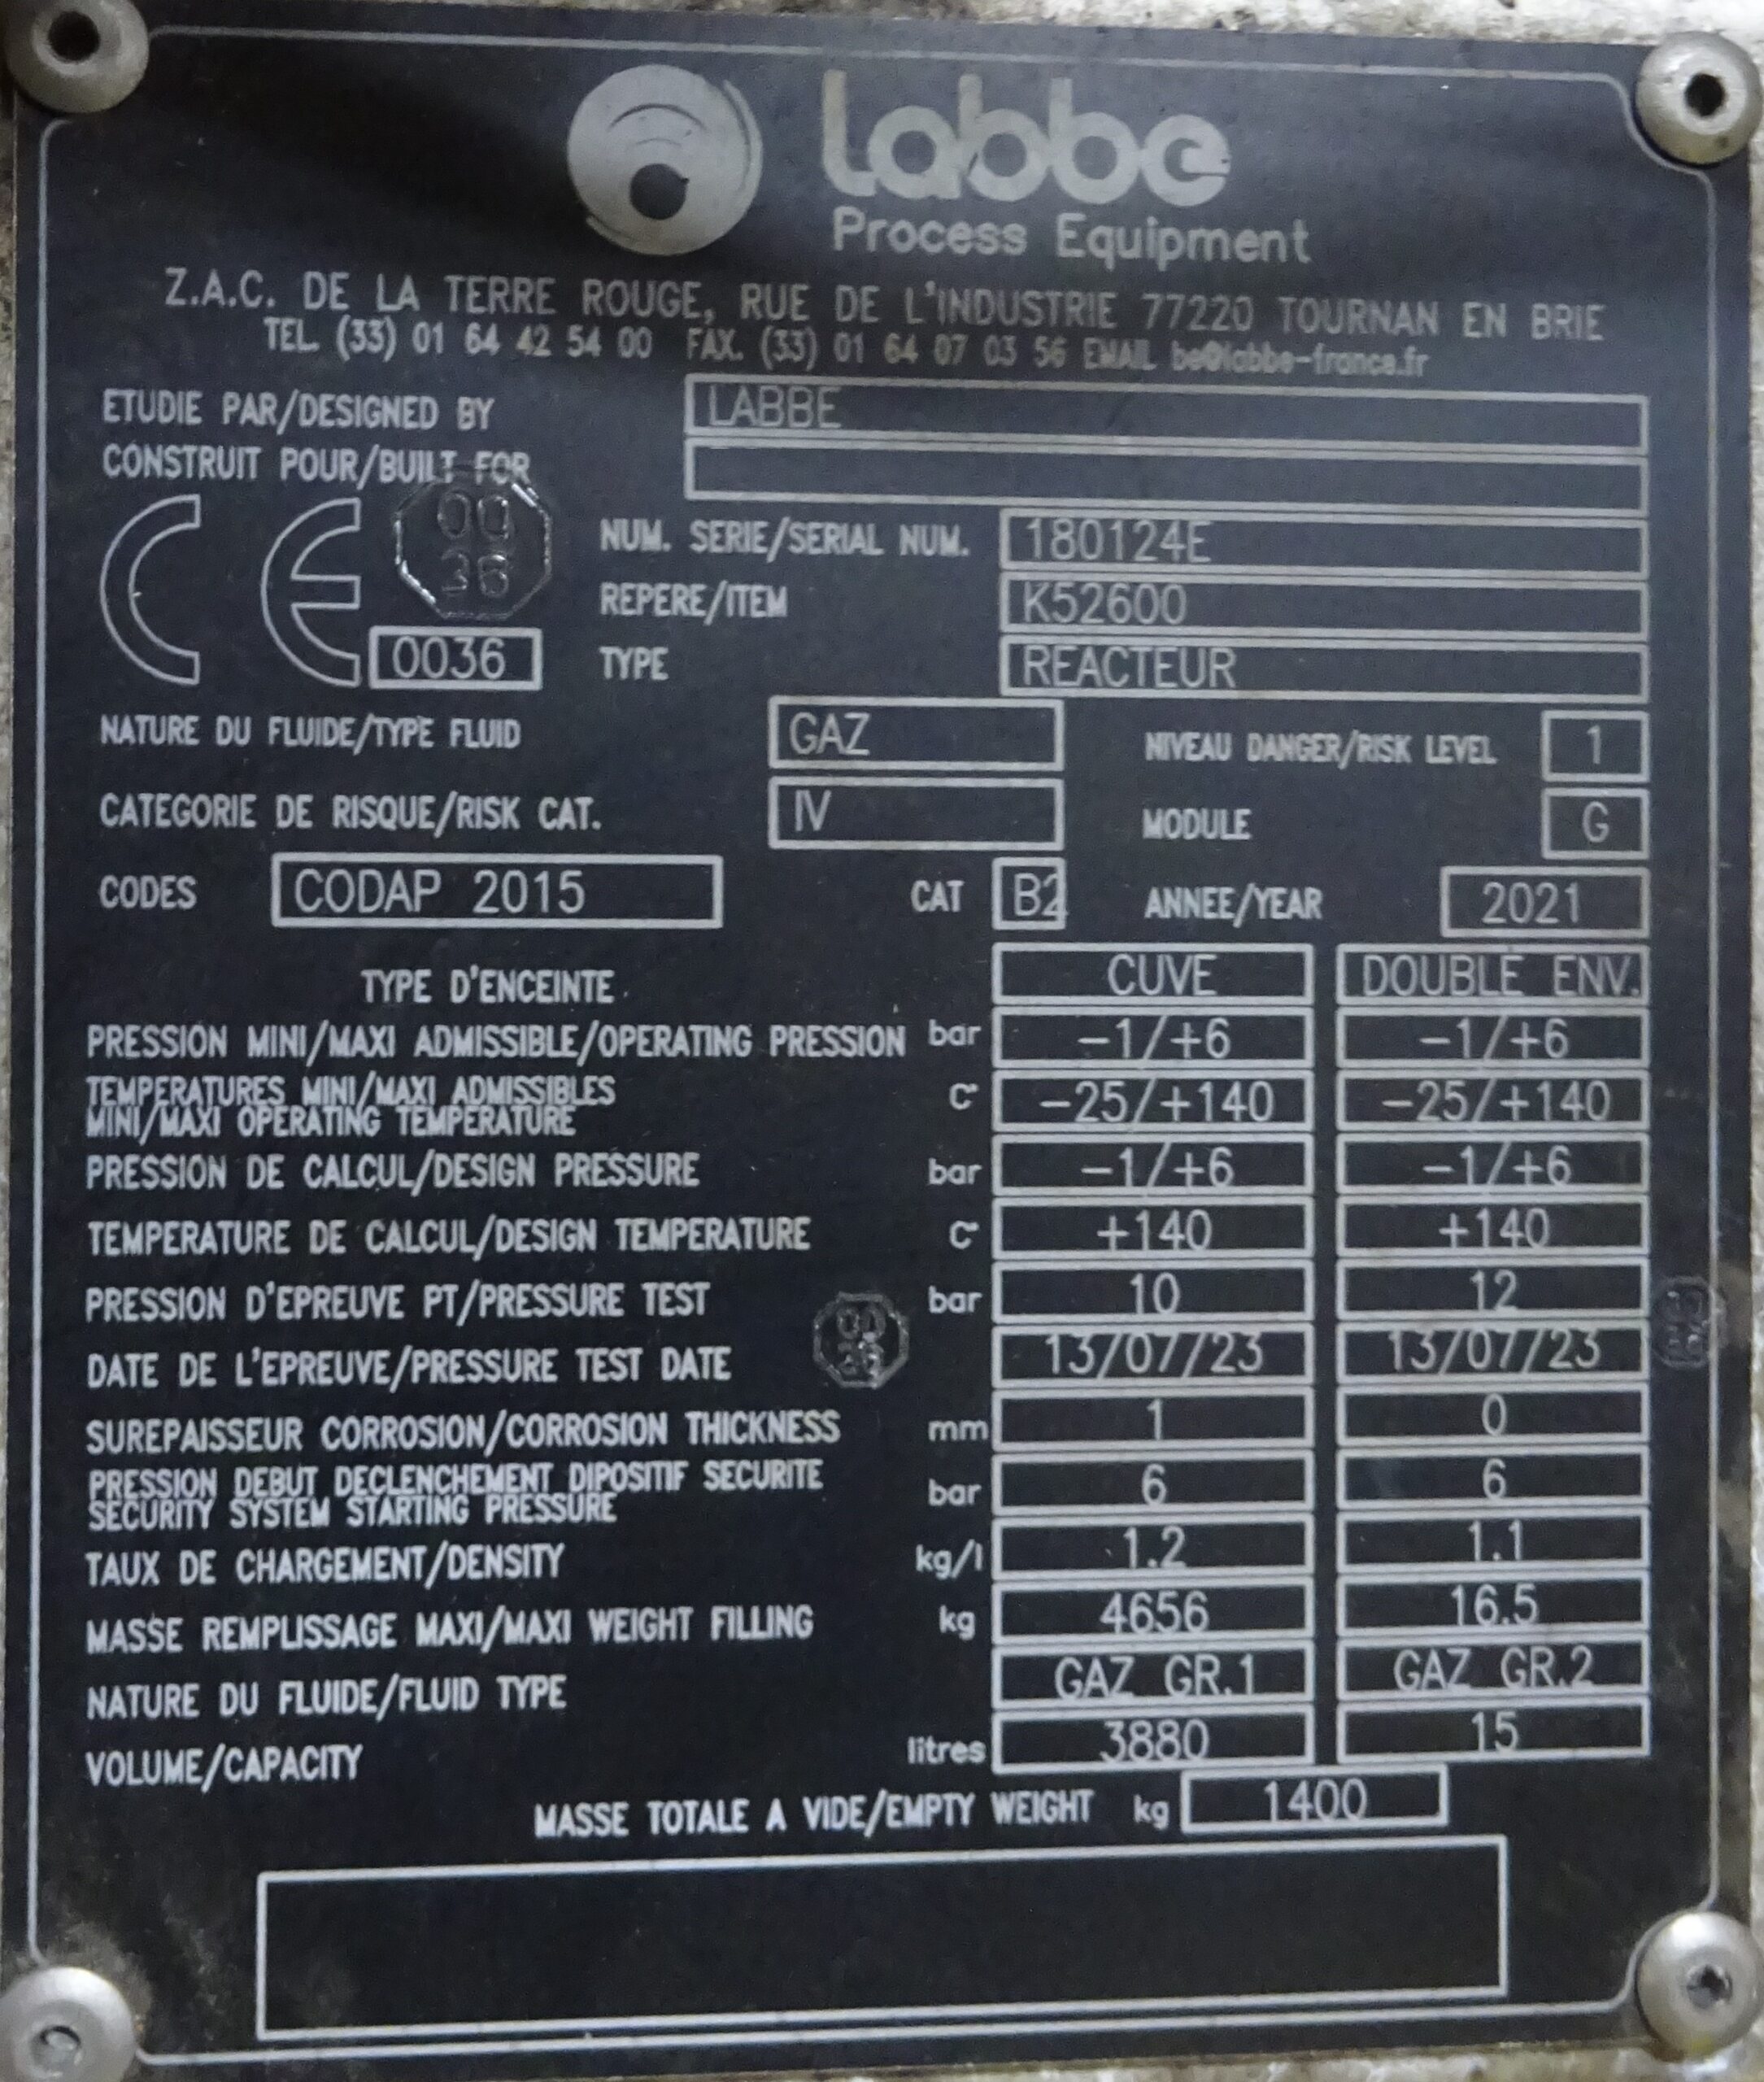 Labbe
Process Equipment
Z.A.C. DE LA TERRE ROUGE, RUE DE L'INDUSTRIE 77220 TOURNAN EN BRIE
TEL. (33) 01 64 42 54 00 FAX. (33) 01 64 07 03 56 EMAIL be@labbe-france.fr
ETUDIE PAR/DESIGNED BY LABBE
CONSTRUIT POUR/BUILT FOR
CE 0036
00
36
NUM. SERIE/SERIAL NUM. 180124E
REPERE/ITEM K52600
TYPE REACTEUR
NATURE DU FLUIDE/TYPE FLUID GAZ NIVEAU DANGER/RISK LEVEL 1
CATEGORIE DE RISQUE/RISK CAT. IV MODULE G
CODES CODAP 2015 CAT B2 ANNEE/YEAR 2021
TYPE D'ENCEINTE CUVE DOUBLE ENV.
PRESSION MINI/MAXI ADMISSIBLE/OPERATING PRESSION bar -1/+6 -1/+6
TEMPERATURES MINI/MAXI ADMISSIBLES
MINI/MAXI OPERATING TEMPERATURE C° -25/+140 -25/+140
PRESSION DE CALCUL/DESIGN PRESSURE bar -1/+6 -1/+6
TEMPERATURE DE CALCUL/DESIGN TEMPERATURE C° +140 +140
PRESSION D'EPREUVE PT/PRESSURE TEST bar 10 12
DATE DE L'EPREUVE/PRESSURE TEST DATE 13/07/23 13/07/23
SUREPAISSEUR CORROSION/CORROSION THICKNESS mm 1 0
PRESSION DEBUT DECLENCHEMENT DIPOSITIF SECURITE
SECURITY SYSTEM STARTING PRESSURE bar 6 6
TAUX DE CHARGEMENT/DENSITY kg/l 1.2 1.1
MASSE REMPLISSAGE MAXI/MAXI WEIGHT FILLING kg 4656 16.5
NATURE DU FLUIDE/FLUID TYPE GAZ GR.1 GAZ GR.2
VOLUME/CAPACITY litres 3880 15
MASSE TOTALE A VIDE/EMPTY WEIGHT kg 1400